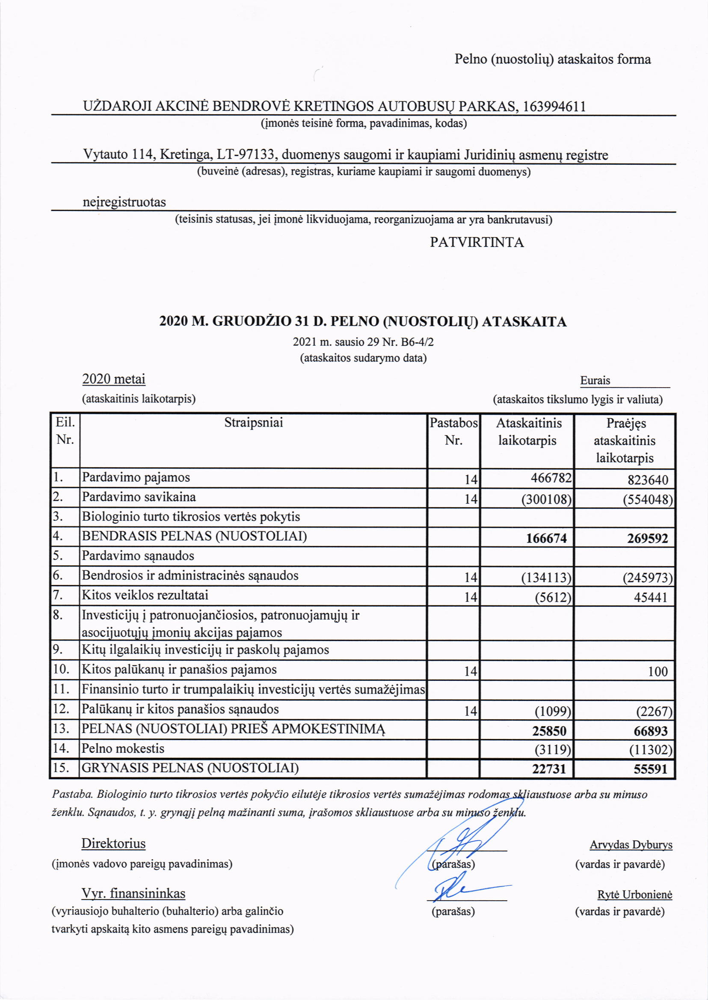 Pelno (nuostolių) ataskaitos forma
UŽDAROJI AKCINĖ BENDROVĖ KRETINGOS AUTOBUSŲ PARKAS, 163994611
(įmonės teisinė forma, pavadinimas, kodas)
Vytauto 114, Kretinga, LT-97133, duomenys saugomi ir kaupiami Juridinių asmenų registre
(buveinė (adresas), registras, kuriame kaupiami ir saugomi duomenys)
neįregistruotas
(teisinis statusas, jei įmonė likviduojama, reorganizuojama ar yra bankrutavusi)
PATVIRTINTA
2020 M. GRUODŽIO 31 D. PELNO (NUOSTOLIŲ) ATASKAITA
2021 m. sausio 29 Nr. B6-4/2
(ataskaitos sudarymo data)
2020 metai Eurais
(ataskaitinis laikotarpis) (ataskaitos tikslumo lygis ir valiuta)
Eil. Straipsniai Pastabos Ataskaitinis Praėjęs
Nr. Nr. laikotarpis ataskaitinis
laikotarpis
1. Pardavimo pajamos 14 466782 823640
2. Pardavimo savikaina 14 (300108) (554048)
3. Biologinio turto tikrosios vertės pokytis
4. BENDRASIS PELNAS (NUOSTOLIAI) 166674 269592
5. Pardavimo sąnaudos
6. Bendrosios ir administracinės sąnaudos 14 (134113) (245973)
7. Kitos veiklos rezultatai 14 (5612) 45441
8. Investicijų į patronuojančiosios, patronuojamųjų ir
asocijuotųjų įmonių akcijas pajamos
9. Kitų ilgalaikių investicijų ir paskolų pajamos
10. Kitos palūkanų ir panašios pajamos 14 100
11. Finansinio turto ir trumpalaikių investicijų vertės sumažėjimas
12. Palūkanų ir kitos panašios sąnaudos 14 (1099) (2267)
13. PELNAS (NUOSTOLIAI) PRIEŠ APMOKESTINIMĄ 25850 66893
14. Pelno mokestis (3119) (11302)
15. GRYNASIS PELNAS (NUOSTOLIAI) 22731 55591
Pastaba. Biologinio turto tikrosios vertės pokyčio eilutėje tikrosios vertės sumažėjimas rodomas skliaustuose arba su minuso
ženklu. Sąnaudos, t. y. grynąjį pelną mažinanti suma, įrašomos skliaustuose arba su minuso ženklu.
Direktorius Arvydas Dyburys
(įmonės vadovo pareigų pavadinimas) (parašas) (vardas ir pavardė)
Vyr. finansininkas Rytė Urbonienė
(vyriausiojo buhalterio (buhalterio) arba galinčio (parašas) (vardas ir pavardė)
tvarkyti apskaitą kito asmens pareigų pavadinimas)